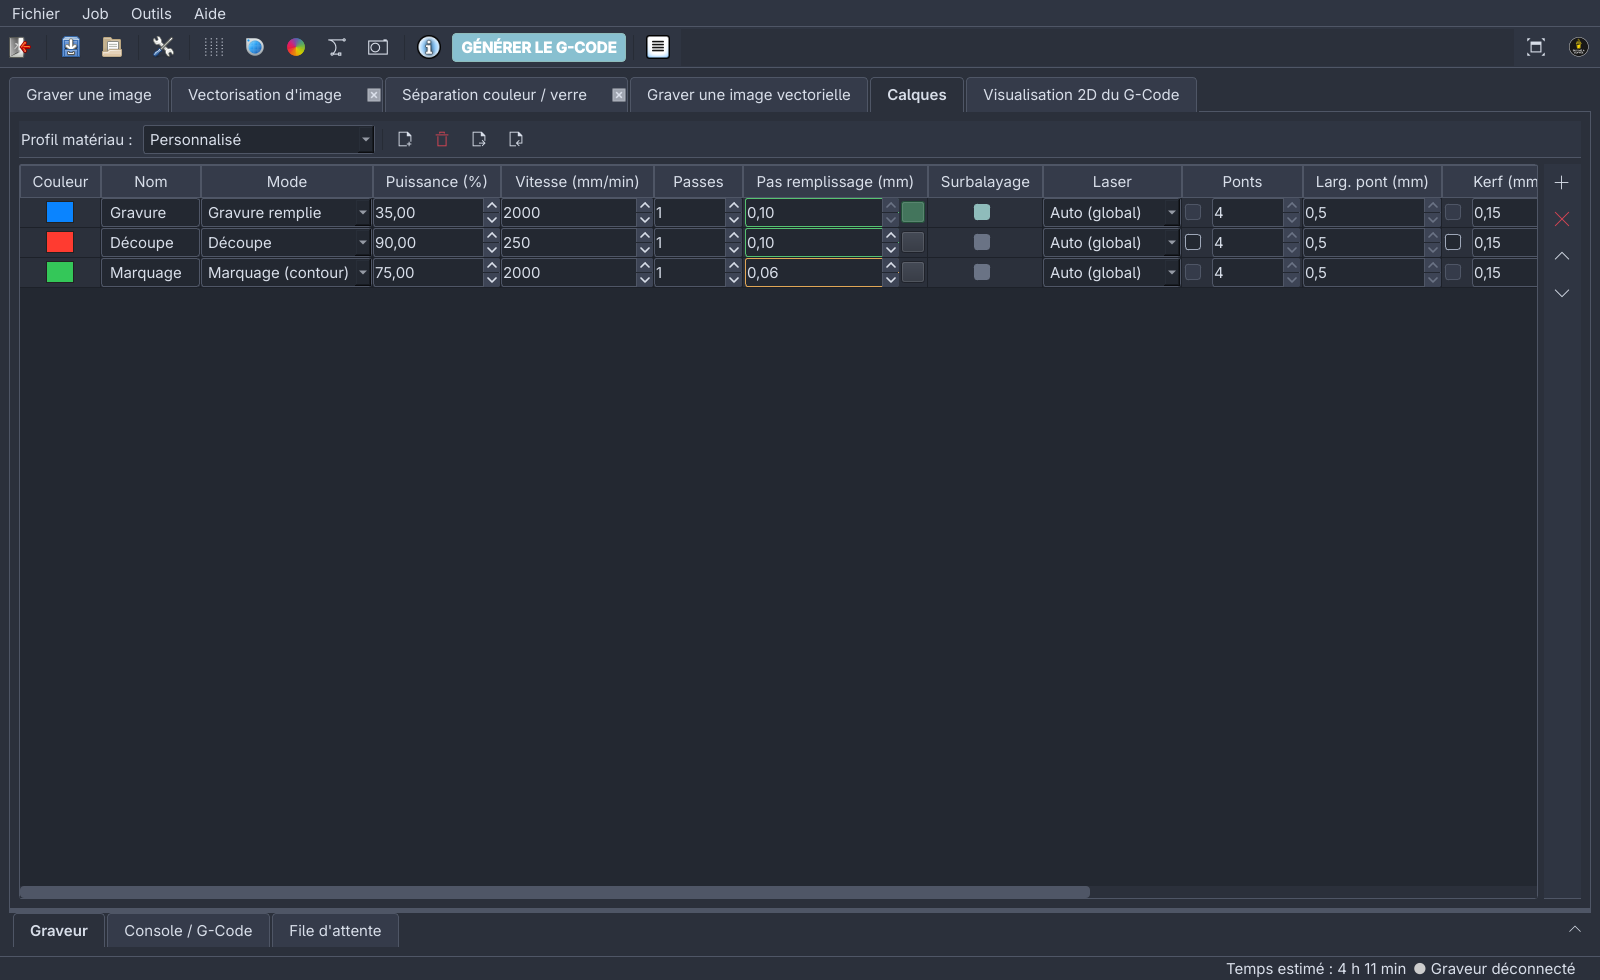 Fichier Job Outils Aide
GÉNÉRER LE G-CODE
Graver une image Vectorisation d'image Séparation couleur / verre Graver une image vectorielle Calques Visualisation 2D du G-Code
Profil matériau : Personnalisé
Couleur Nom Mode Puissance (%) Vitesse (mm/min) Passes Pas remplissage (mm) Surbalayage Laser Ponts Larg. pont (mm) Kerf (mm
Gravure Gravure remplie 35,00 2000 1 0,10 Auto (global) 4 0,5 0,15
Découpe Découpe 90,00 250 1 0,10 Auto (global) 4 0,5 0,15
Marquage Marquage (contour) 75,00 2000 1 0,06 Auto (global) 4 0,5 0,15
Graveur Console / G-Code File d'attente
Temps estimé : 4 h 11 min Graveur déconnecté